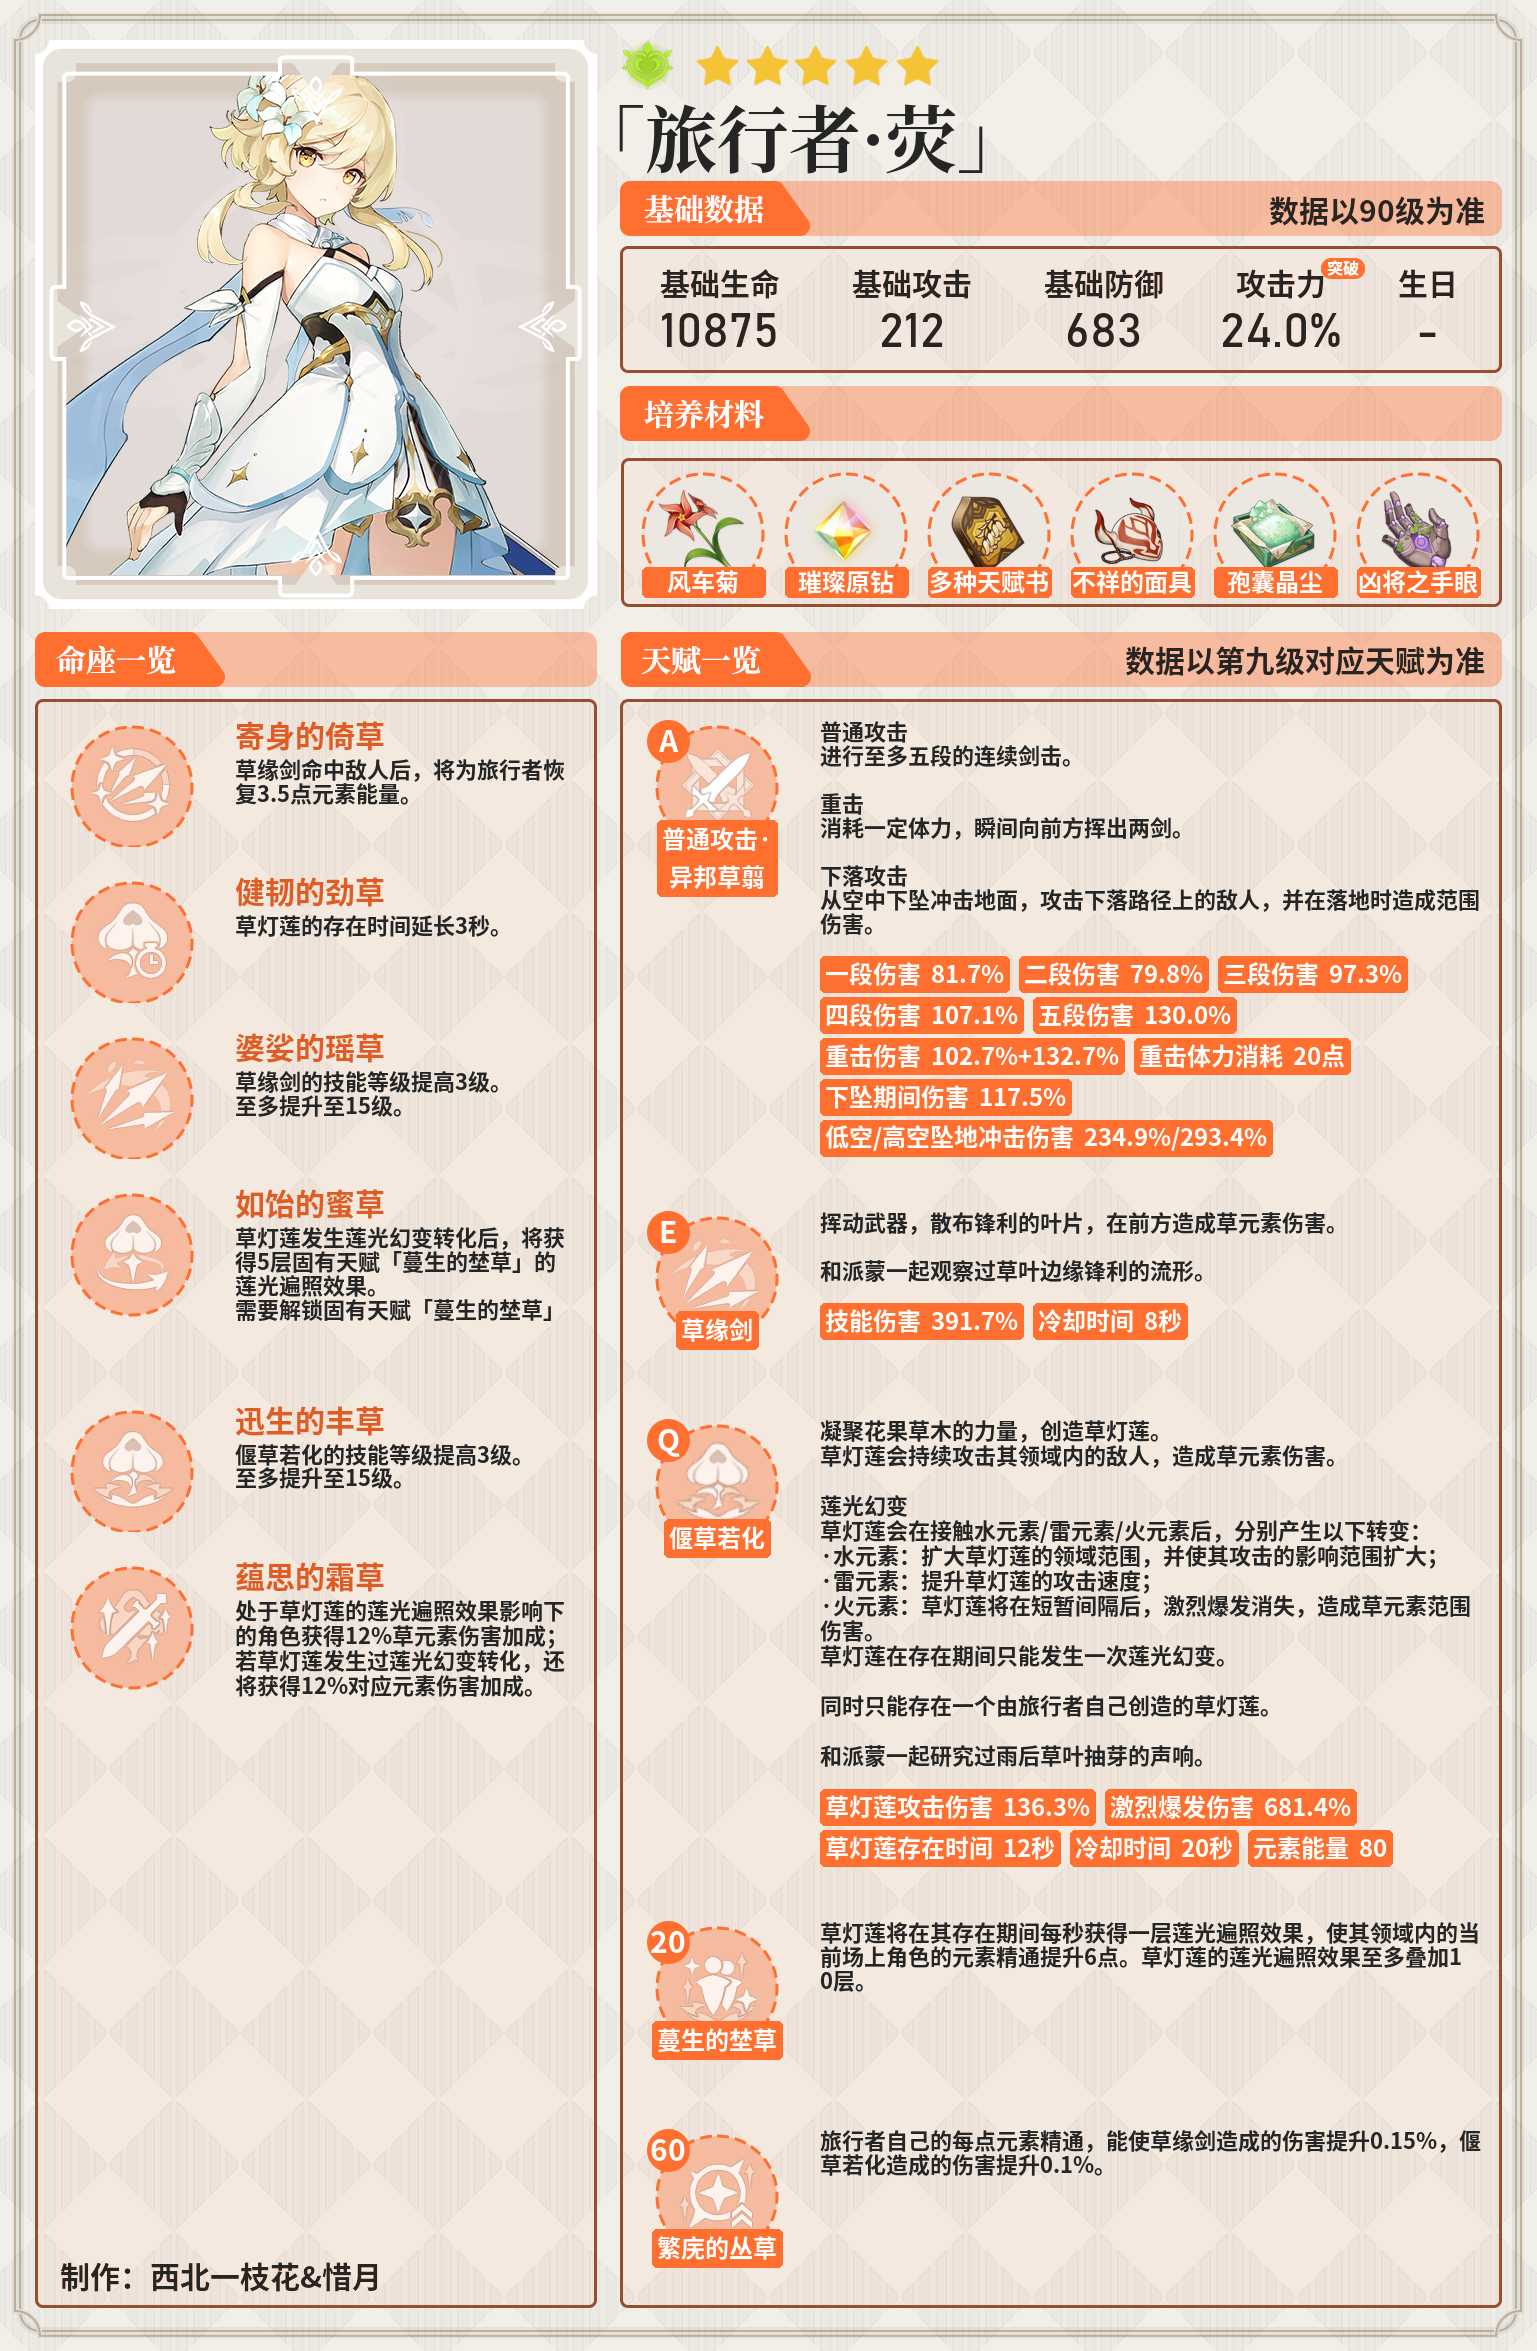 「旅行者·荧」
基础数据
数据以90级为准
基础生命
基础攻击
基础防御
攻击力
突破
生日
10875
212
683
24.0%
-
培养材料
风车菊
璀璨原钻
多种天赋书
不祥的面具
孢囊晶尘
凶将之手眼
命座一览
寄身的倚草
草缘剑命中敌人后，将为旅行者恢
复3.5点元素能量。
健韧的劲草
草灯莲的存在时间延长3秒。
婆娑的瑶草
草缘剑的技能等级提高3级。
至多提升至15级。
如饴的蜜草
草灯莲发生莲光幻变转化后，将获
得5层固有天赋「蔓生的埜草」的
莲光遍照效果。
需要解锁固有天赋「蔓生的埜草」
迅生的丰草
偃草若化的技能等级提高3级。
至多提升至15级。
蕴思的霜草
处于草灯莲的莲光遍照效果影响下
的角色获得12%草元素伤害加成；
若草灯莲发生过莲光幻变转化，还
将获得12%对应元素伤害加成。
制作：西北一枝花&惜月
天赋一览
数据以第九级对应天赋为准
A
普通攻击·
异邦草翦
普通攻击
进行至多五段的连续剑击。
重击
消耗一定体力，瞬间向前方挥出两剑。
下落攻击
从空中下坠冲击地面，攻击下落路径上的敌人，并在落地时造成范围
伤害。
一段伤害 81.7% 二段伤害 79.8% 三段伤害 97.3%
四段伤害 107.1% 五段伤害 130.0%
重击伤害 102.7%+132.7% 重击体力消耗 20点
下坠期间伤害 117.5%
低空/高空坠地冲击伤害 234.9%/293.4%
E
草缘剑
挥动武器，散布锋利的叶片，在前方造成草元素伤害。
和派蒙一起观察过草叶边缘锋利的流形。
技能伤害 391.7% 冷却时间 8秒
Q
偃草若化
凝聚花果草木的力量，创造草灯莲。
草灯莲会持续攻击其领域内的敌人，造成草元素伤害。
莲光幻变
草灯莲会在接触水元素/雷元素/火元素后，分别产生以下转变：
·水元素：扩大草灯莲的领域范围，并使其攻击的影响范围扩大；
·雷元素：提升草灯莲的攻击速度；
·火元素：草灯莲将在短暂间隔后，激烈爆发消失，造成草元素范围
伤害。
草灯莲在存在期间只能发生一次莲光幻变。
同时只能存在一个由旅行者自己创造的草灯莲。
和派蒙一起研究过雨后草叶抽芽的声响。
草灯莲攻击伤害 136.3% 激烈爆发伤害 681.4%
草灯莲存在时间 12秒 冷却时间 20秒 元素能量 80
20
蔓生的埜草
草灯莲将在其存在期间每秒获得一层莲光遍照效果，使其领域内的当
前场上角色的元素精通提升6点。草灯莲的莲光遍照效果至多叠加1
0层。
60
繁庑的丛草
旅行者自己的每点元素精通，能使草缘剑造成的伤害提升0.15%，偃
草若化造成的伤害提升0.1%。